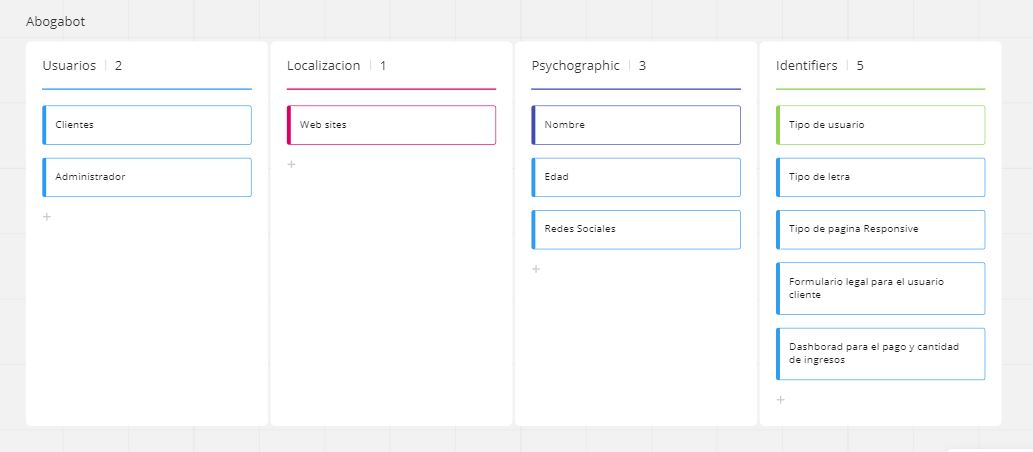 Abogabot
Usuarios | 2
Clientes
Administrador
+
Localizacion | 1
Web sites
+
Psychographic | 3
Nombre
Edad
Redes Sociales
+
Identifiers | 5
Tipo de usuario
Tipo de letra
Tipo de pagina Responsive
Formulario legal para el usuario
cliente
Dashborad para el pago y cantidad
de ingresos
+